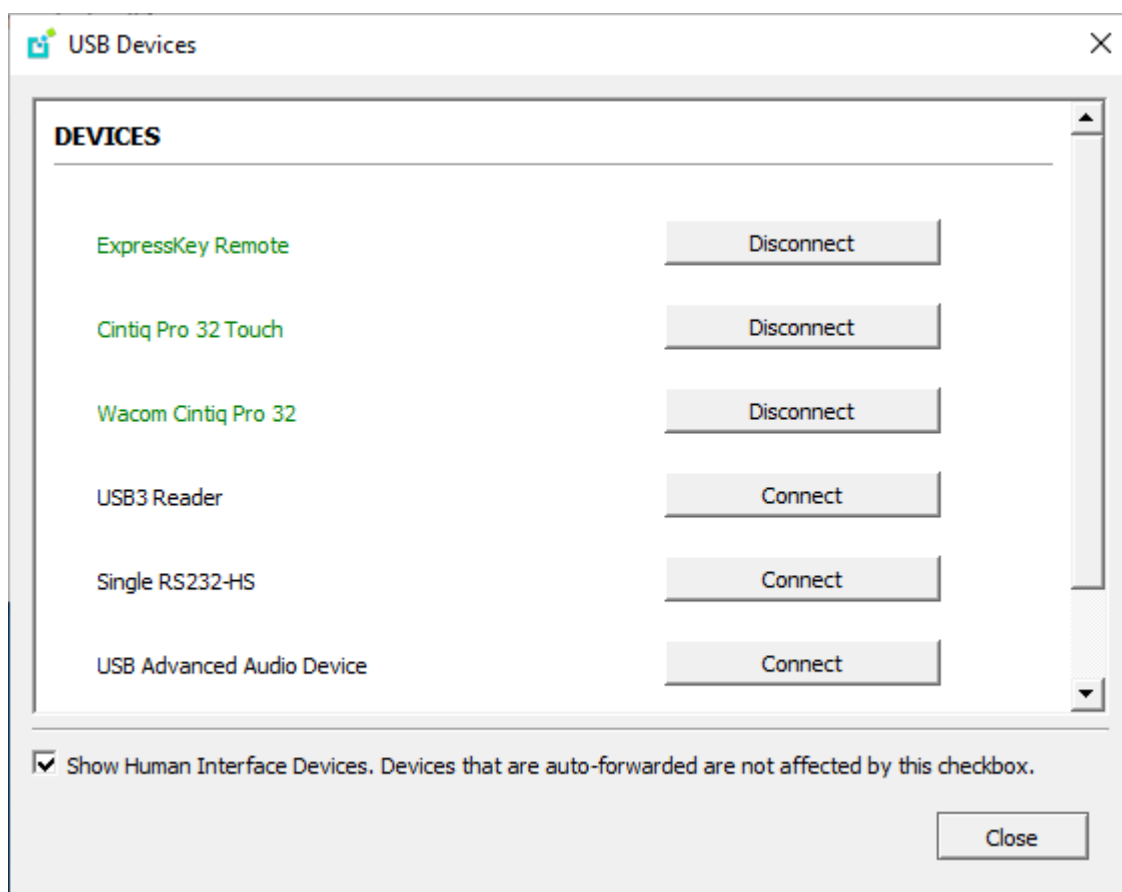 USB Devices
DEVICES
ExpressKey Remote
Disconnect
Cintiq Pro 32 Touch
Disconnect
Wacom Cintiq Pro 32
Disconnect
USB3 Reader
Connect
Single RS232-HS
Connect
USB Advanced Audio Device
Connect
Show Human Interface Devices. Devices that are auto-forwarded are not affected by this checkbox.
Close